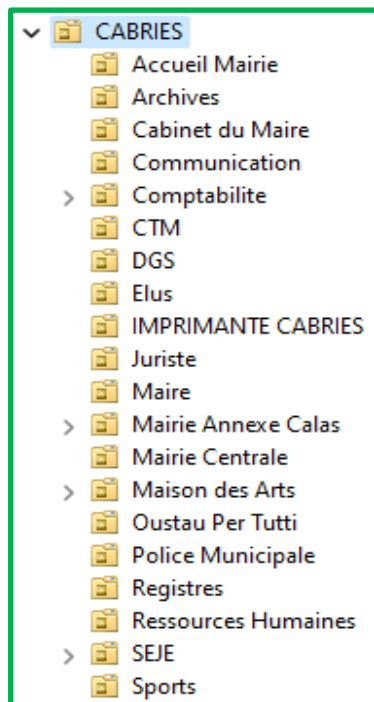 CABRIES
Accueil Mairie
Archives
Cabinet du Maire
Communication
Comptabilite
CTM
DGS
Elus
IMPRIMANTE CABRIES
Juriste
Maire
Mairie Annexe Calas
Mairie Centrale
Maison des Arts
Oustau Per Tutti
Police Municipale
Registres
Ressources Humaines
SEJE
Sports